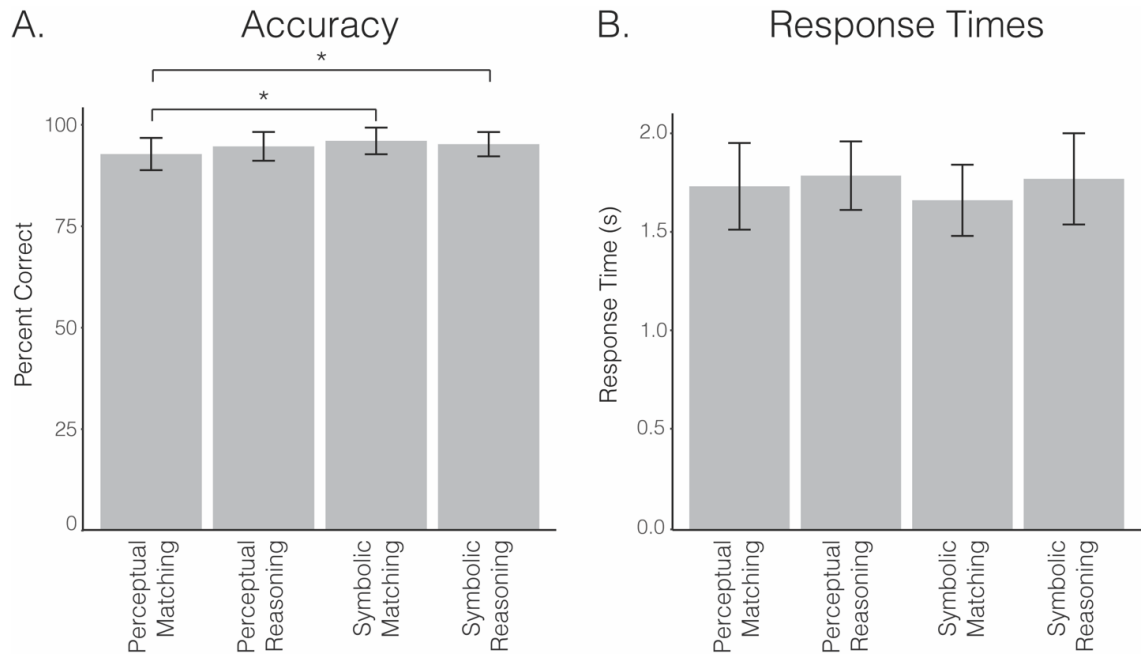 A.
Accuracy
*
*
Percent Correct
100
75
50
25
0
Perceptual
Matching
Perceptual
Reasoning
Symbolic
Matching
Symbolic
Reasoning
B.
Response Times
Response Time (s)
2.0
1.5
1.0
0.5
0.0
Perceptual
Matching
Perceptual
Reasoning
Symbolic
Matching
Symbolic
Reasoning